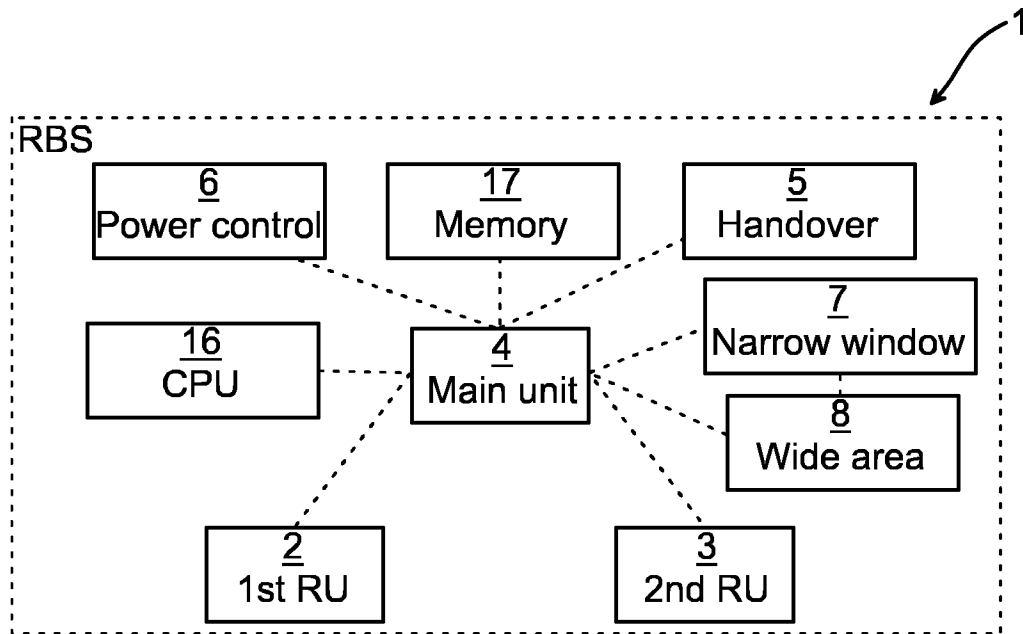 1
RBS
6
Power control
17
Memory
5
Handover
7
Narrow window
16
CPU
4
Main unit
8
Wide area
2
1st RU
3
2nd RU